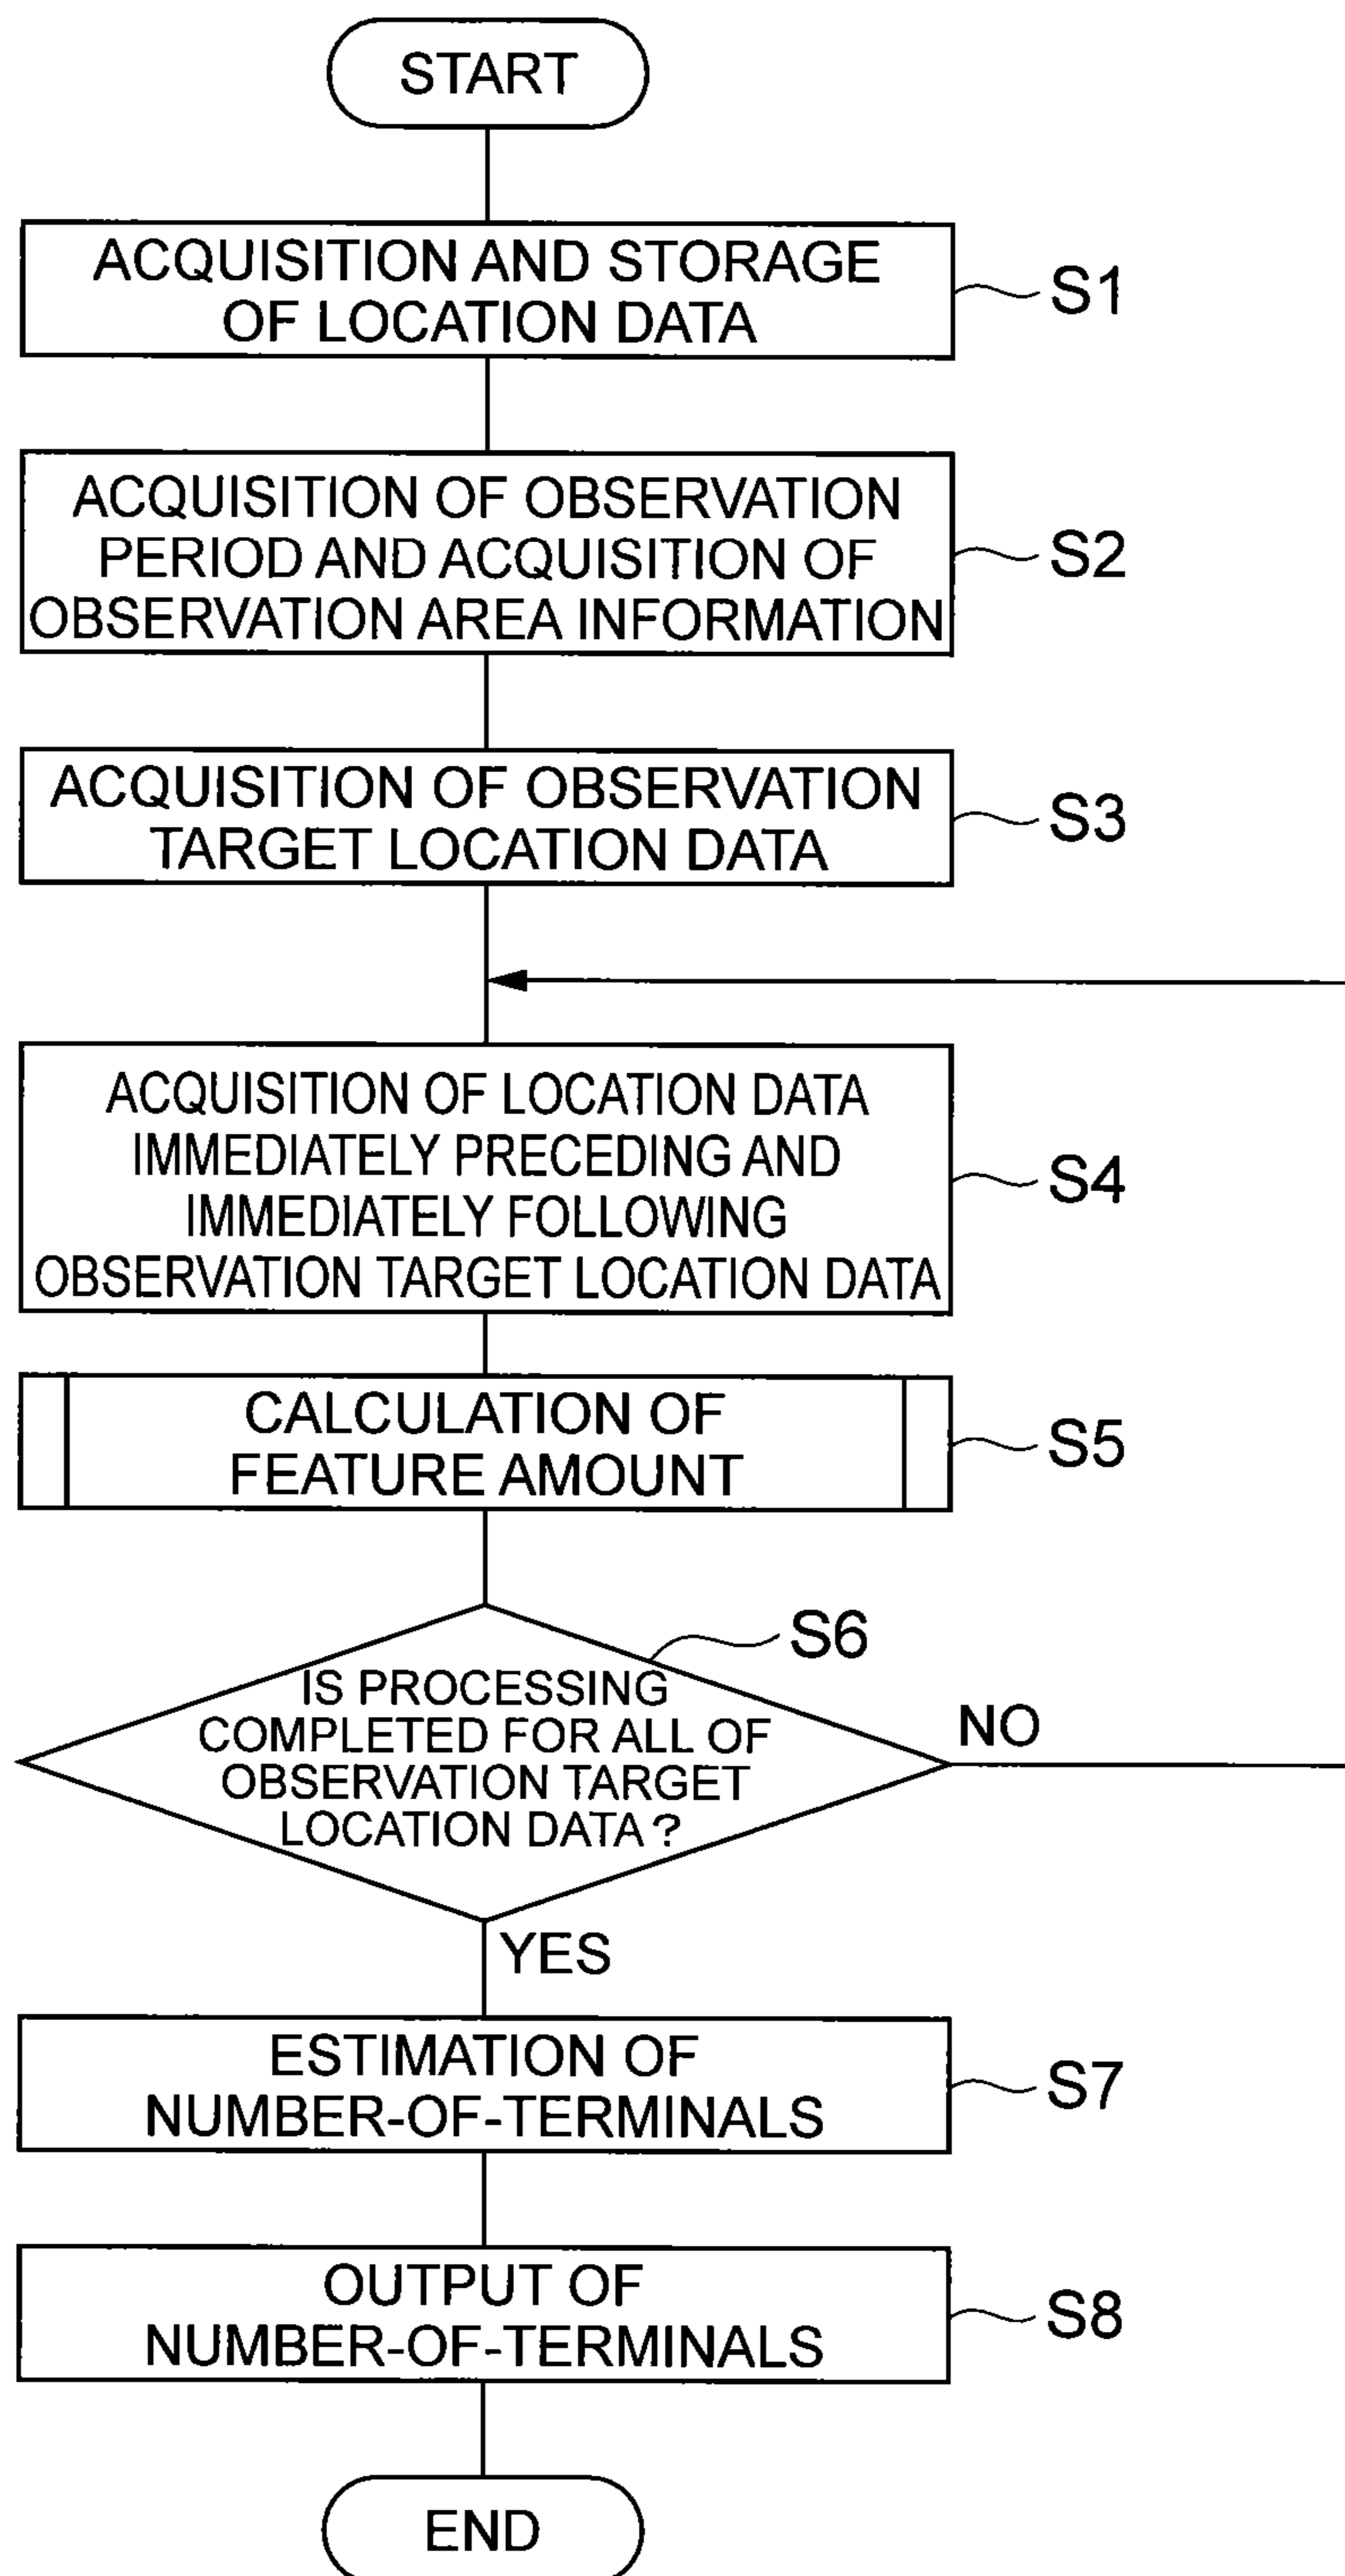 START
ACQUISITION AND STORAGE
OF LOCATION DATA
S1
ACQUISITION OF OBSERVATION
PERIOD AND ACQUISITION OF
OBSERVATION AREA INFORMATION
S2
ACQUISITION OF OBSERVATION
TARGET LOCATION DATA
S3
ACQUISITION OF LOCATION DATA
IMMEDIATELY PRECEDING AND
IMMEDIATELY FOLLOWING
OBSERVATION TARGET LOCATION DATA
S4
CALCULATION OF
FEATURE AMOUNT
S5
S6
IS PROCESSING
COMPLETED FOR ALL OF
OBSERVATION TARGET
LOCATION DATA ?
NO
YES
ESTIMATION OF
NUMBER-OF-TERMINALS
S7
OUTPUT OF
NUMBER-OF-TERMINALS
S8
END